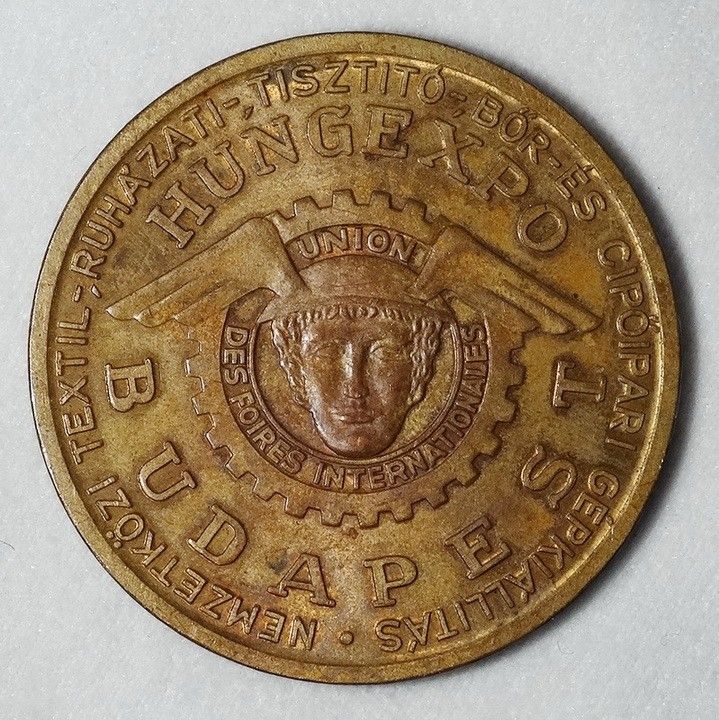 NEMZETKÖZI TEXTIL-, RUHÁZATI-, TISZTITÓ-, BŐR- ÉS CIPŐIPARI GÉPKIÁLLITÁS •
HUNGEXPO
UNION
DES FOIRES INTERNATIONALES
BUDAPEST